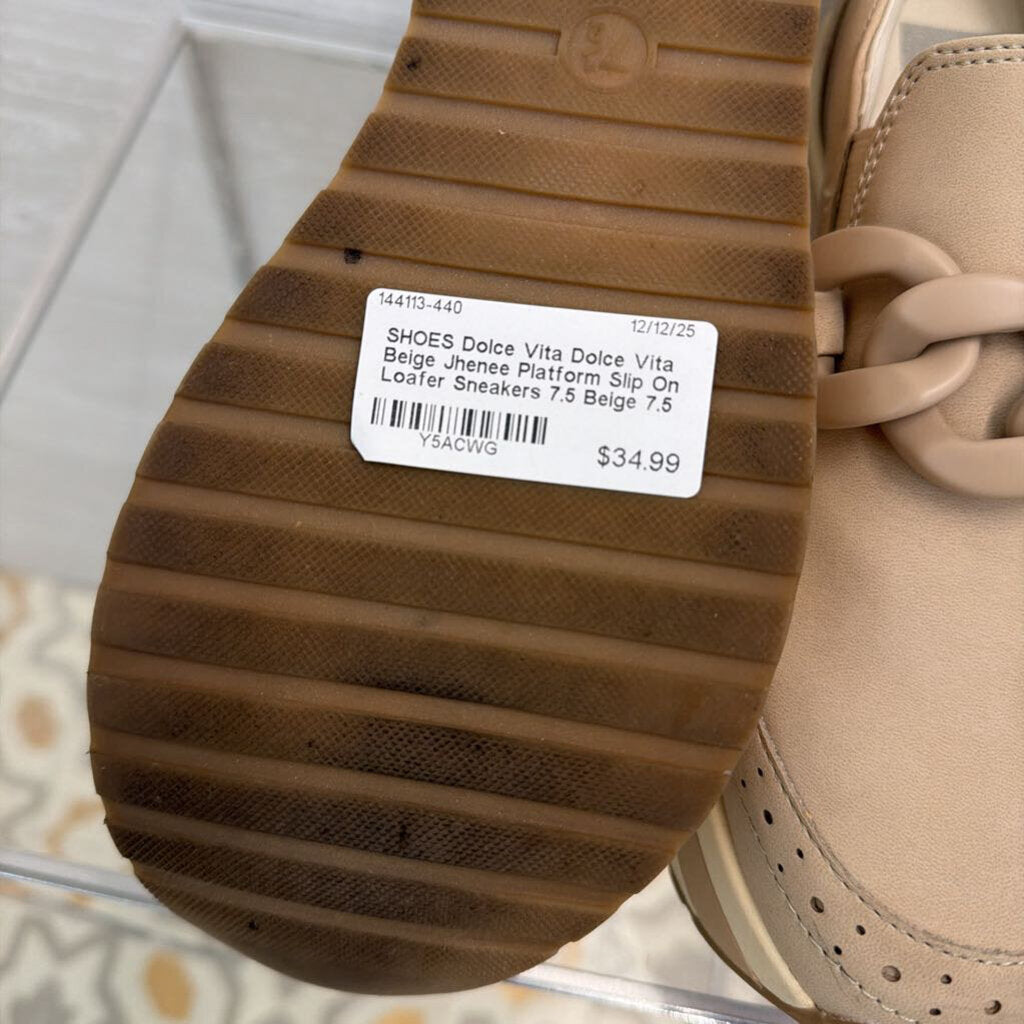 144113-440
12/12/25
SHOES Dolce Vita Dolce Vita
Beige Jhenee Platform Slip On
Loafer Sneakers 7.5 Beige 7.5
Y5ACWG
$34.99